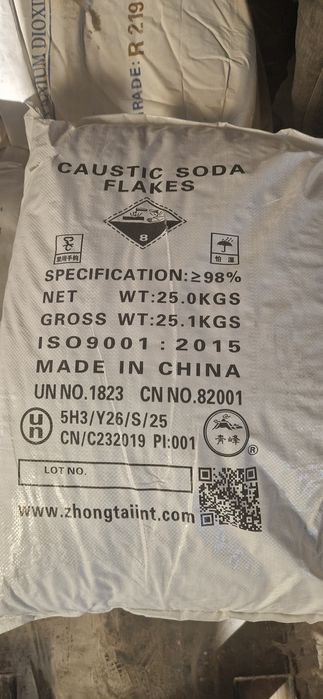 RADE: R 219
CAUSTIC SODA
FLAKES
8
怕湿
SPECIFICATION:≥98%
NET WT:25.0KGS
GROSS WT:25.1KGS
ISO9001 : 2015
MADE IN CHINA
UN NO.1823 CN NO.82001
un 5H3/Y26/S/25
CN/C232019 PI:001
青峰 ®
LOT NO.
www.zhongtaiint.com